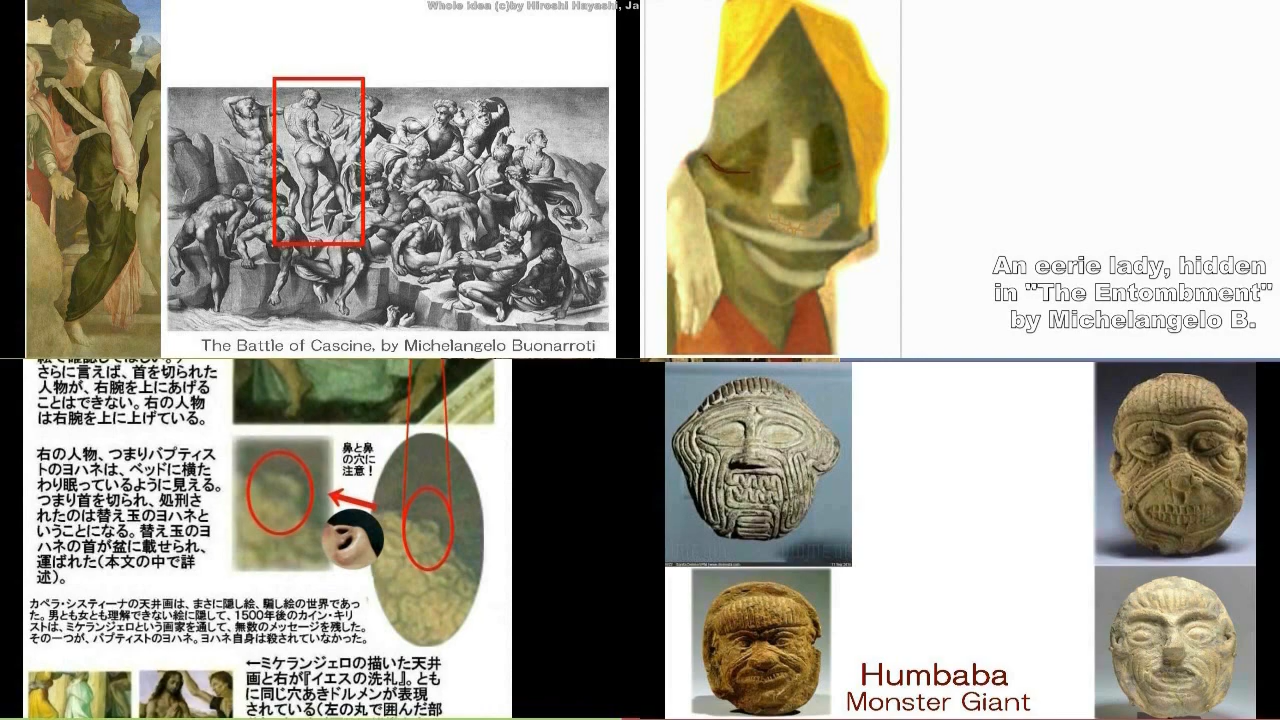 Whole idea (c)by Hiroshi Hayashi, Ja
The Battle of Cascine, by Michelangelo Buonarroti
An eerie lady, hidden
in "The Entombment"
by Michelangelo B.
さらに言えば、首を切られた
人物が、右腕を上にあげる
ことはできない。右の人物
は右腕を上に上げている。
右の人物、つまりバプティス
トのヨハネは、ベッドに横た
わり眠っているように見える。
つまり首を切られ、処刑さ
れたのは替え玉のヨハネと
いうことになる。替え玉のヨ
ハネの首が盆に載せられ、
運ばれた（本文の中で詳
述）。
鼻と鼻
の穴に
注意！
カペラ・システィーナの天井画は、まさに隠し絵、騙し絵の世界であっ
た。男とも女とも理解できない絵に隠して、1500年後のカイン・キリ
ストは、ミケランジェロという画家を通して、無数のメッセージを残した。
その一つが、バプティストのヨハネ。ヨハネ自身は殺されていなかった。
←ミケランジェロの描いた天井
画と右が『イエスの洗礼』。とも
に同じ穴あきドルメンが表現
されている（左の丸で囲んだ部
Humbaba
Monster Giant